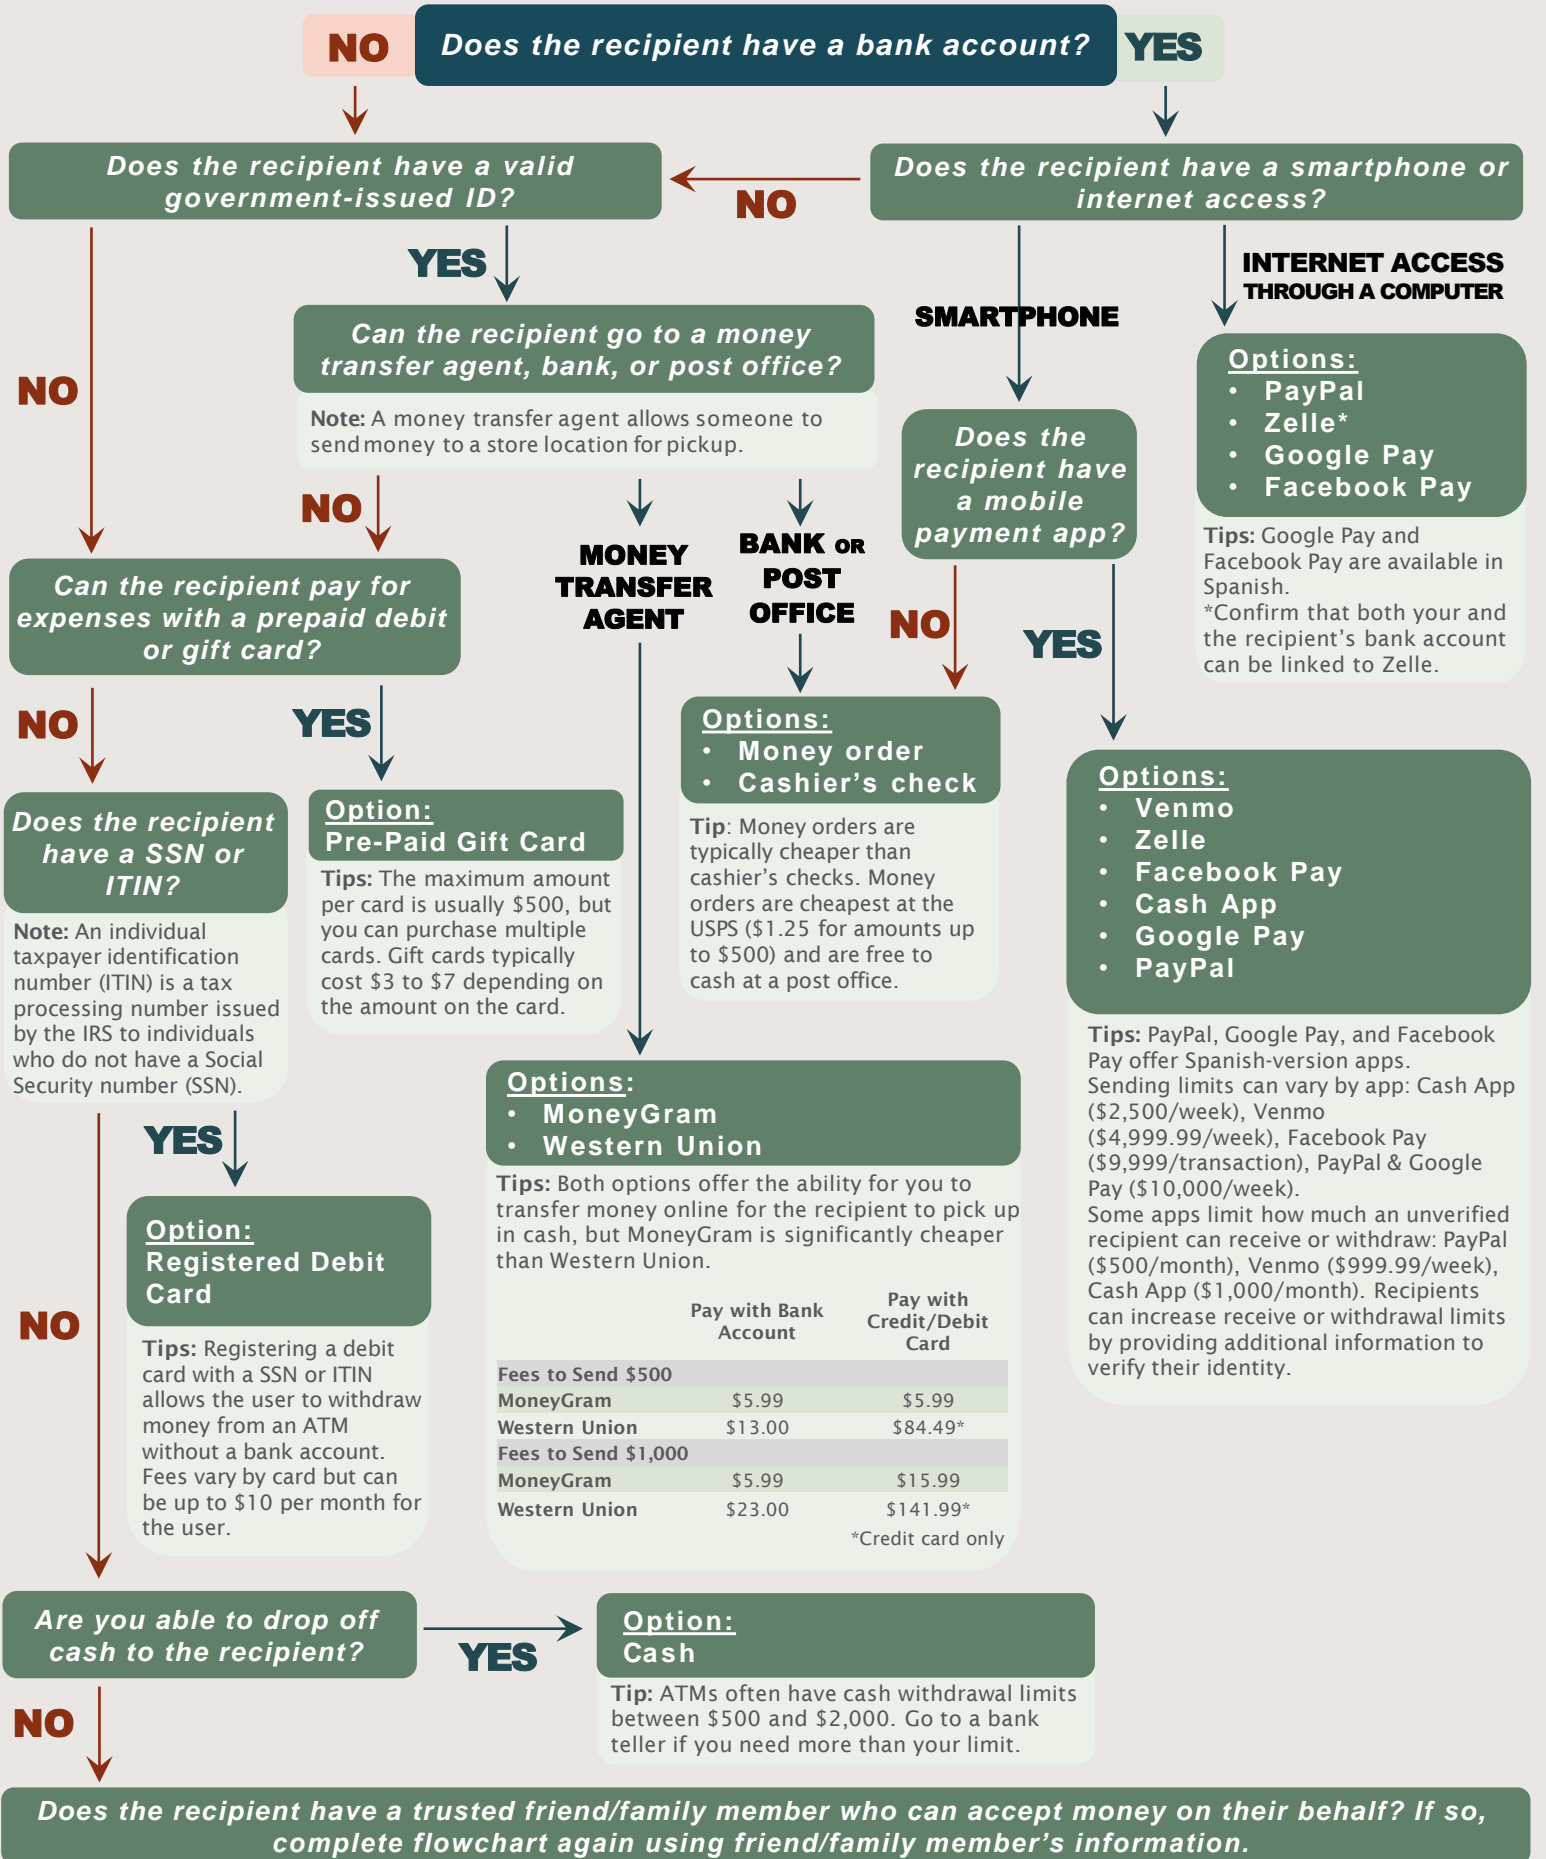 NO
Does the recipient have a bank account?
YES
Does the recipient have a valid
government-issued ID?
NO
Does the recipient have a smartphone or
internet access?
YES
SMARTPHONE
INTERNET ACCESS
THROUGH A COMPUTER
NO
Can the recipient go to a money
transfer agent, bank, or post office?
Note: A money transfer agent allows someone to
send money to a store location for pickup.
Does the
recipient have
a mobile
payment app?
Options:
• PayPal
• Zelle*
• Google Pay
• Facebook Pay
Tips: Google Pay and
Facebook Pay are available in
Spanish.
*Confirm that both your and
the recipient's bank account
can be linked to Zelle.
NO
MONEY
TRANSFER
AGENT
BANK OR
POST
OFFICE
NO
YES
Can the recipient pay for
expenses with a prepaid debit
or gift card?
NO
YES
Options:
• Money order
• Cashier's check
Tip: Money orders are
typically cheaper than
cashier's checks. Money
orders are cheapest at the
USPS ($1.25 for amounts up
to $500) and are free to
cash at a post office.
Options:
• Venmo
• Zelle
• Facebook Pay
• Cash App
• Google Pay
• PayPal
Tips: PayPal, Google Pay, and Facebook
Pay offer Spanish-version apps.
Sending limits can vary by app: Cash App
($2,500/week), Venmo
($4,999.99/week), Facebook Pay
($9,999/transaction), PayPal & Google
Pay ($10,000/week).
Some apps limit how much an unverified
recipient can receive or withdraw: PayPal
($500/month), Venmo ($999.99/week),
Cash App ($1,000/month). Recipients
can increase receive or withdrawal limits
by providing additional information to
verify their identity.
Does the recipient
have a SSN or
ITIN?
Note: An individual
taxpayer identification
number (ITIN) is a tax
processing number issued
by the IRS to individuals
who do not have a Social
Security number (SSN).
Option:
Pre-Paid Gift Card
Tips: The maximum amount
per card is usually $500, but
you can purchase multiple
cards. Gift cards typically
cost $3 to $7 depending on
the amount on the card.
YES
Option:
Registered Debit
Card
Tips: Registering a debit
card with a SSN or ITIN
allows the user to withdraw
money from an ATM
without a bank account.
Fees vary by card but can
be up to $10 per month for
the user.
NO
Options:
• MoneyGram
• Western Union
Tips: Both options offer the ability for you to
transfer money online for the recipient to pick up
in cash, but MoneyGram is significantly cheaper
than Western Union.
Pay with Bank
Account
Pay with
Credit/Debit
Card
Fees to Send $500
MoneyGram $5.99 $5.99
Western Union $13.00 $84.49*
Fees to Send $1,000
MoneyGram $5.99 $15.99
Western Union $23.00 $141.99*
*Credit card only
Are you able to drop off
cash to the recipient?
YES
Option:
Cash
Tip: ATMs often have cash withdrawal limits
between $500 and $2,000. Go to a bank
teller if you need more than your limit.
NO
Does the recipient have a trusted friend/family member who can accept money on their behalf? If so,
complete flowchart again using friend/family member's information.